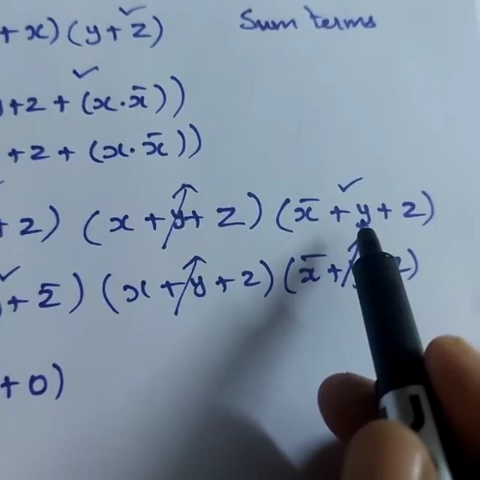 + x) (y + z) Sum terms
+ z + (x · x̄))
+ z + (x · x̄))
+ z) (x + y + z) (x̄ + y + z)
y + z̄) (x + y + z) (x̄ +
+ 0)